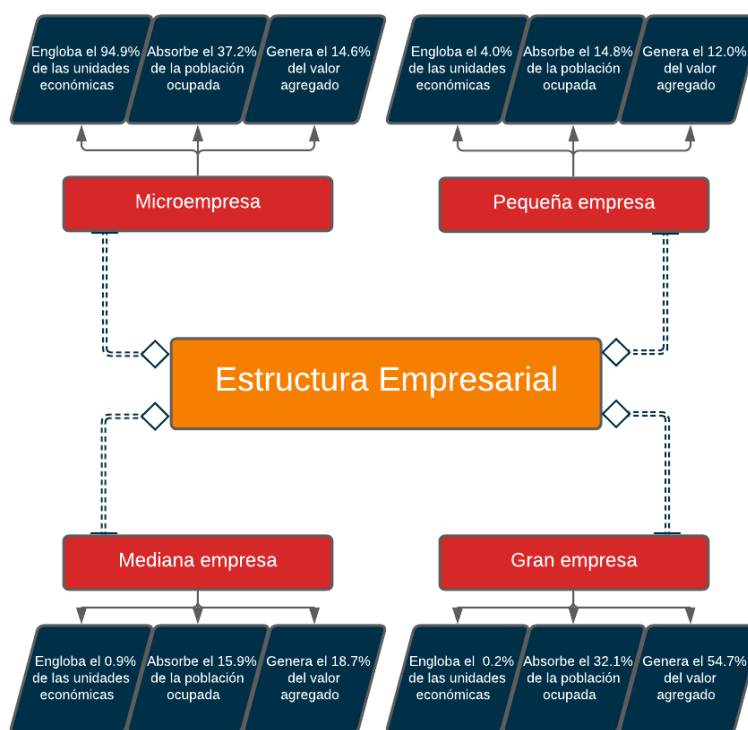 Engloba el 94.9%
de las unidades
económicas
Absorbe el 37.2%
de la población
ocupada
Genera el 14.6%
del valor
agregado
Engloba el 4.0%
de las unidades
económicas
Absorbe el 14.8%
de la población
ocupada
Genera el 12.0%
del valor
agregado
Microempresa
Pequeña empresa
Estructura Empresarial
Mediana empresa
Gran empresa
Engloba el 0.9%
de las unidades
económicas
Absorbe el 15.9%
de la población
ocupada
Genera el 18.7%
del valor
agregado
Engloba el 0.2%
de las unidades
económicas
Absorbe el 32.1%
de la población
ocupada
Genera el 54.7%
del valor
agregado